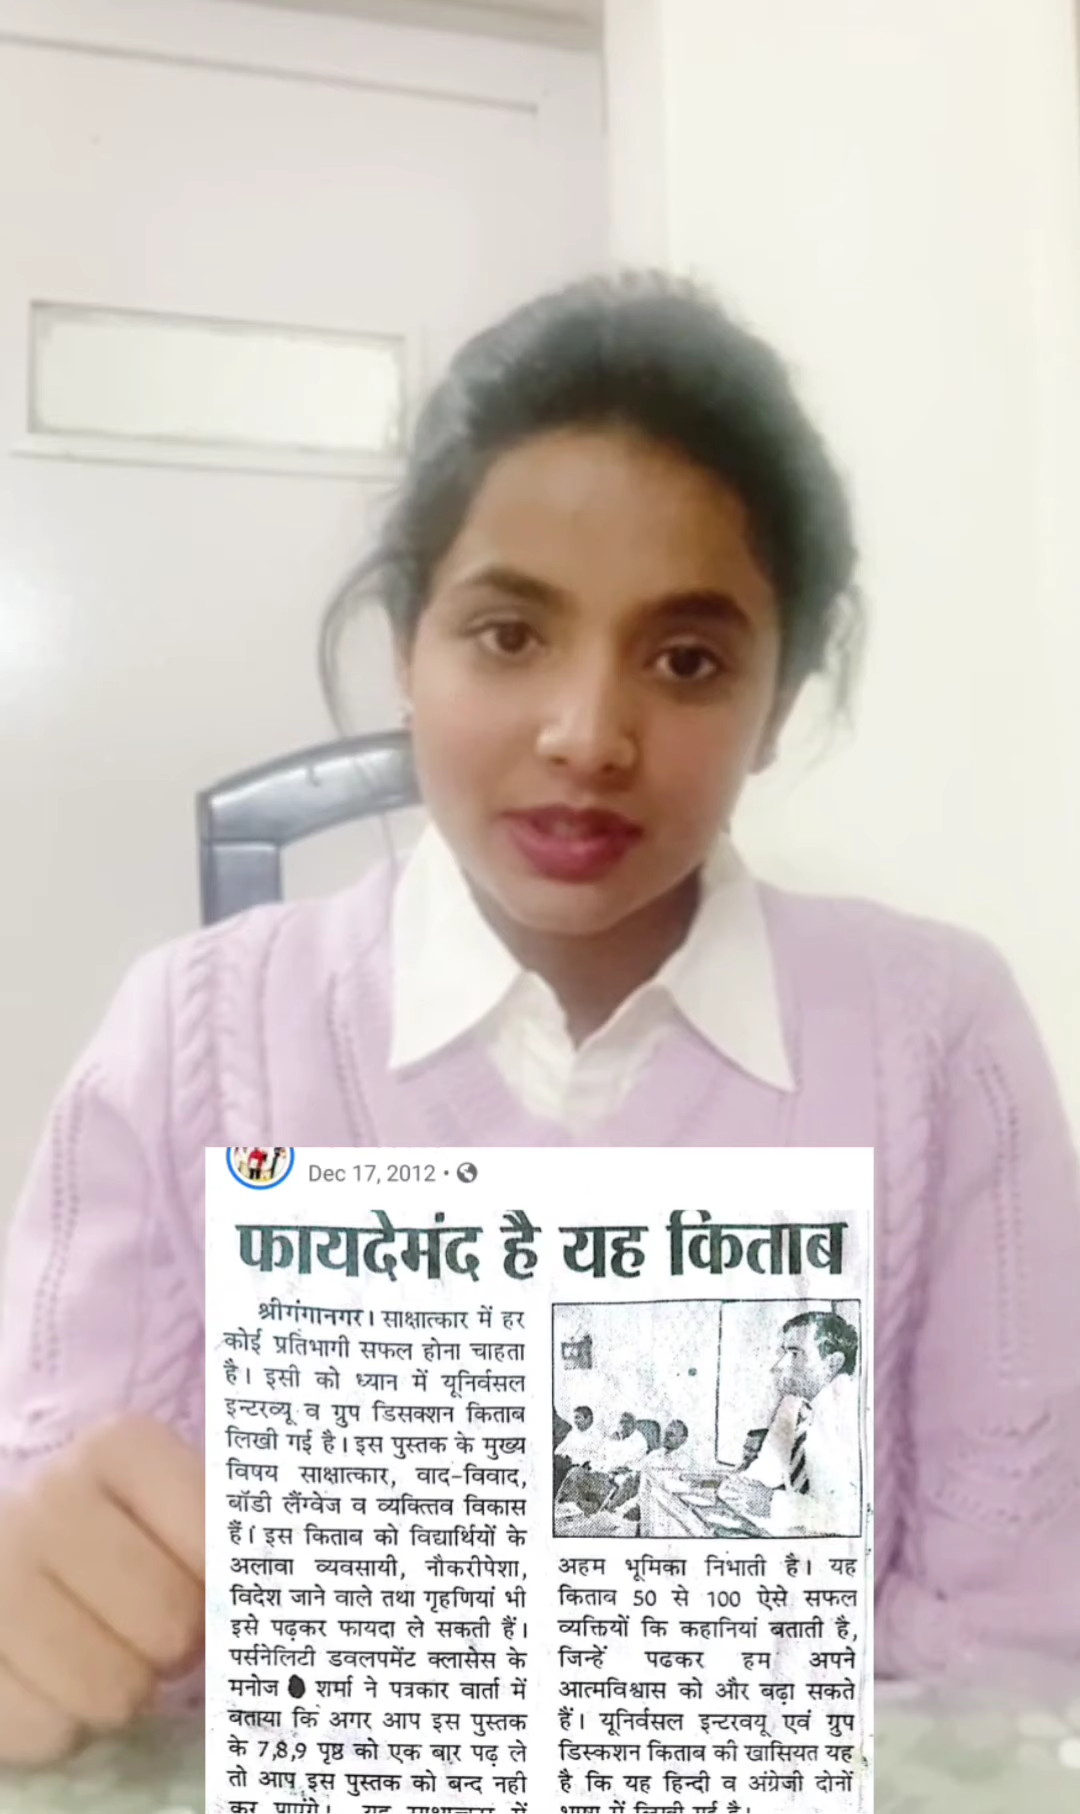 Dec 17, 2012 •
फायदेमंद है यह किताब
श्रीगंगानगर। साक्षात्कार में हर
कोई प्रतिभागी सफल होना चाहता
है। इसी को ध्यान में यूनिर्वसल
इन्टरव्यू व ग्रुप डिसक्शन किताब
लिखी गई है। इस पुस्तक के मुख्य
विषय साक्षात्कार, वाद-विवाद,
बॉडी लैंग्वेज व व्यक्तित्व विकास
हैं। इस किताब को विद्यार्थियों के
अलावा व्यवसायी, नौकरीपेशा,
विदेश जाने वाले तथा गृहणियां भी
इसे पढ़कर फायदा ले सकती हैं।
पर्सनेलिटी डवलपमेंट क्लासेस के
मनोज शर्मा ने पत्रकार वार्ता में
बताया कि अगर आप इस पुस्तक
के 7,8,9 पृष्ठ को एक बार पढ़ ले
तो आप इस पुस्तक को बन्द नही
अहम भूमिका निभाती है। यह
किताब 50 से 100 ऐसे सफल
व्यक्तियों कि कहानियां बताती है,
जिन्हें पढकर हम अपने
आत्मविश्वास को और बढ़ा सकते
हैं। यूनिर्वसल इन्टरवयू एवं ग्रुप
डिस्कशन किताब की खासियत यह
है कि यह हिन्दी व अंग्रेजी दोनों